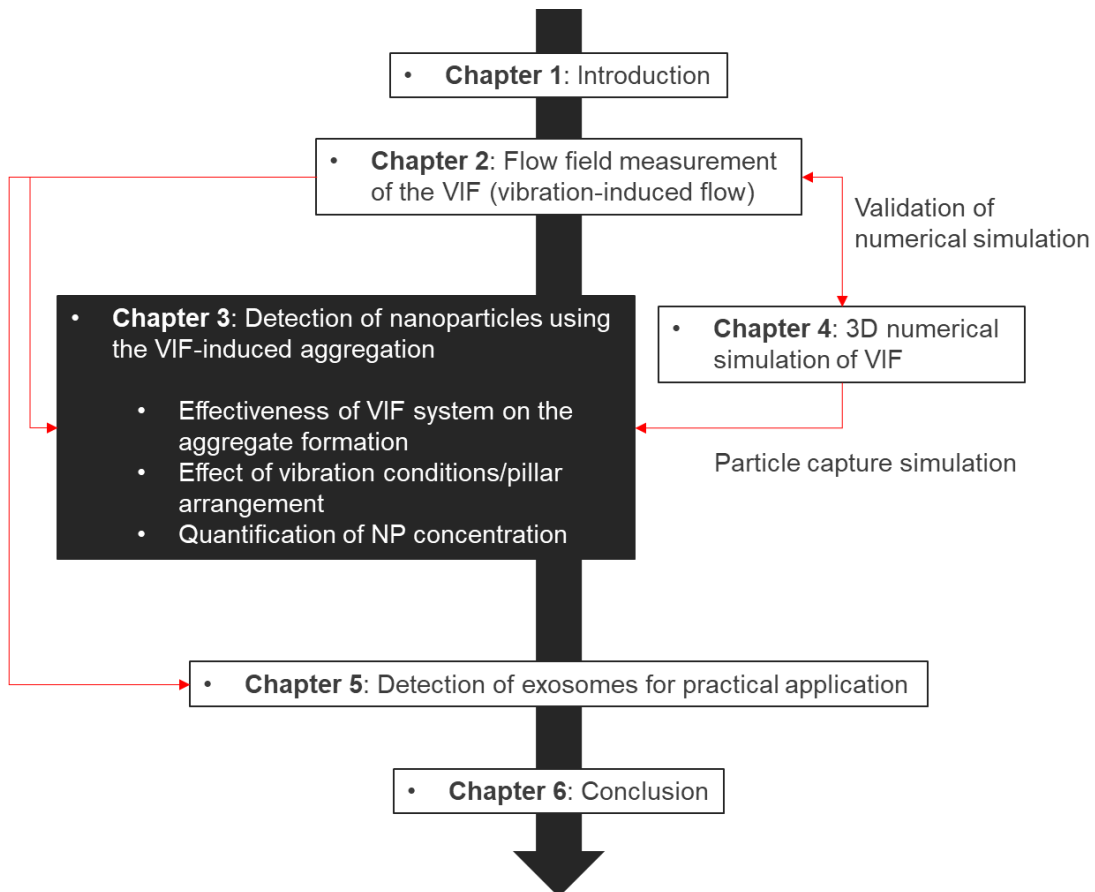 • Chapter 1: Introduction
• Chapter 2: Flow field measurement
of the VIF (vibration-induced flow)
Validation of
numerical simulation
• Chapter 3: Detection of nanoparticles using
the VIF-induced aggregation
• Effectiveness of VIF system on the
aggregate formation
• Effect of vibration conditions/pillar
arrangement
• Quantification of NP concentration
• Chapter 4: 3D numerical
simulation of VIF
Particle capture simulation
• Chapter 5: Detection of exosomes for practical application
• Chapter 6: Conclusion